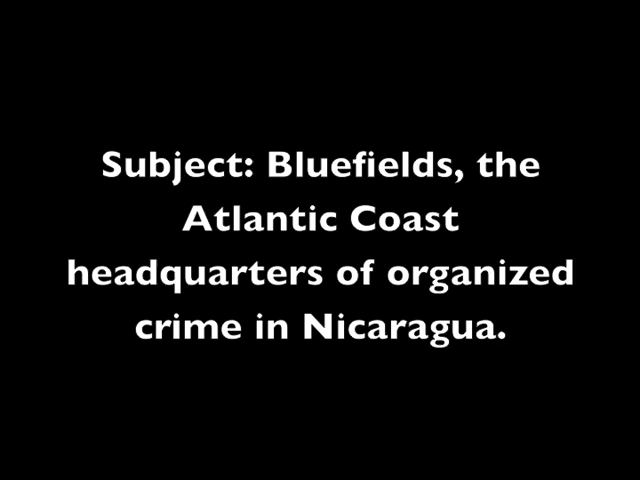 Subject: Bluefields, the
Atlantic Coast
headquarters of organized
crime in Nicaragua.